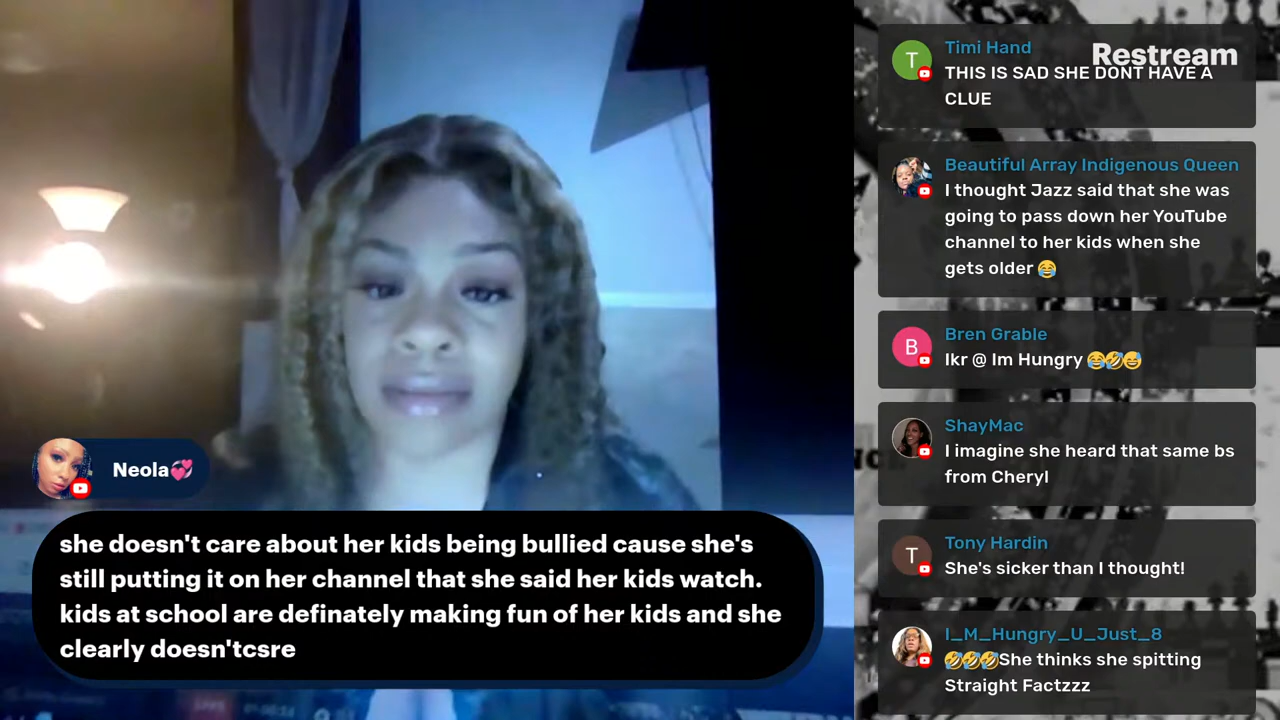 Neola💞
she doesn't care about her kids being bullied cause she's
still putting it on her channel that she said her kids watch.
kids at school are definately making fun of her kids and she
clearly doesn'tcsre
Restream
T
Timi Hand
THIS IS SAD SHE DONT HAVE A
CLUE
Beautiful Array Indigenous Queen
I thought Jazz said that she was
going to pass down her YouTube
channel to her kids when she
gets older 😂
B
Bren Grable
Ikr @ Im Hungry 😂🤣😅
ShayMac
I imagine she heard that same bs
from Cheryl
T
Tony Hardin
She's sicker than I thought!
I_M_Hungry_U_Just_8
🤣🤣🤣She thinks she spitting
Straight Factzzz